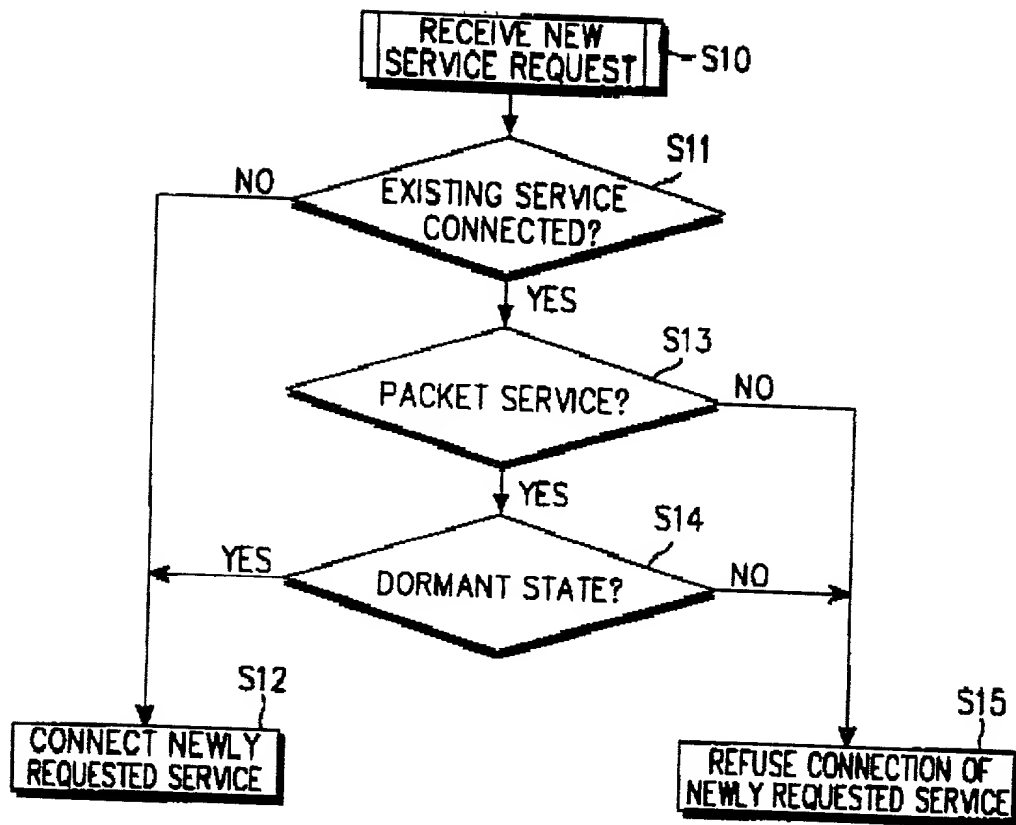 RECEIVE NEW
SERVICE REQUEST
S10
S11
NO
EXISTING SERVICE
CONNECTED?
YES
S13
PACKET SERVICE?
NO
YES
S14
YES
DORMANT STATE?
NO
S12
CONNECT NEWLY
REQUESTED SERVICE
S15
REFUSE CONNECTION OF
NEWLY REQUESTED SERVICE